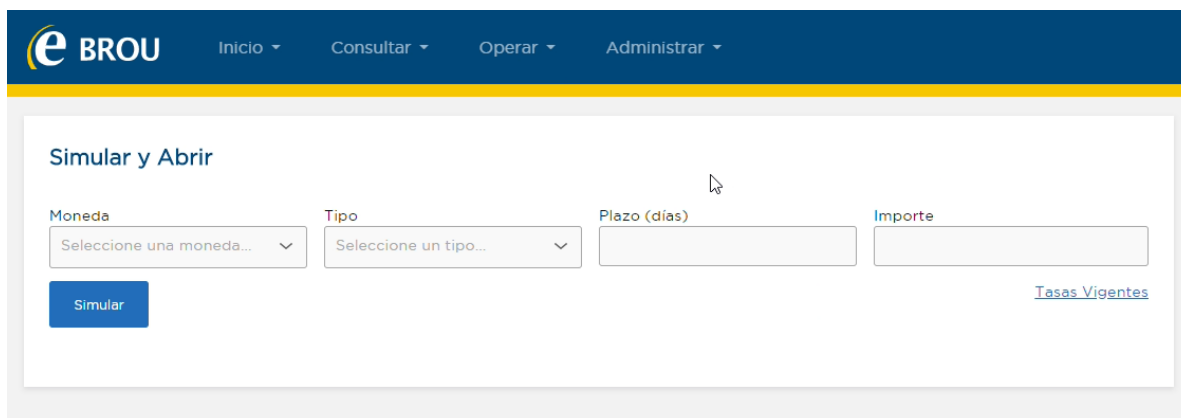 e BROU Inicio Consultar Operar Administrar
Simular y Abrir
Moneda Tipo Plazo (días) Importe
Seleccione una moneda... Seleccione un tipo...
Simular Tasas Vigentes